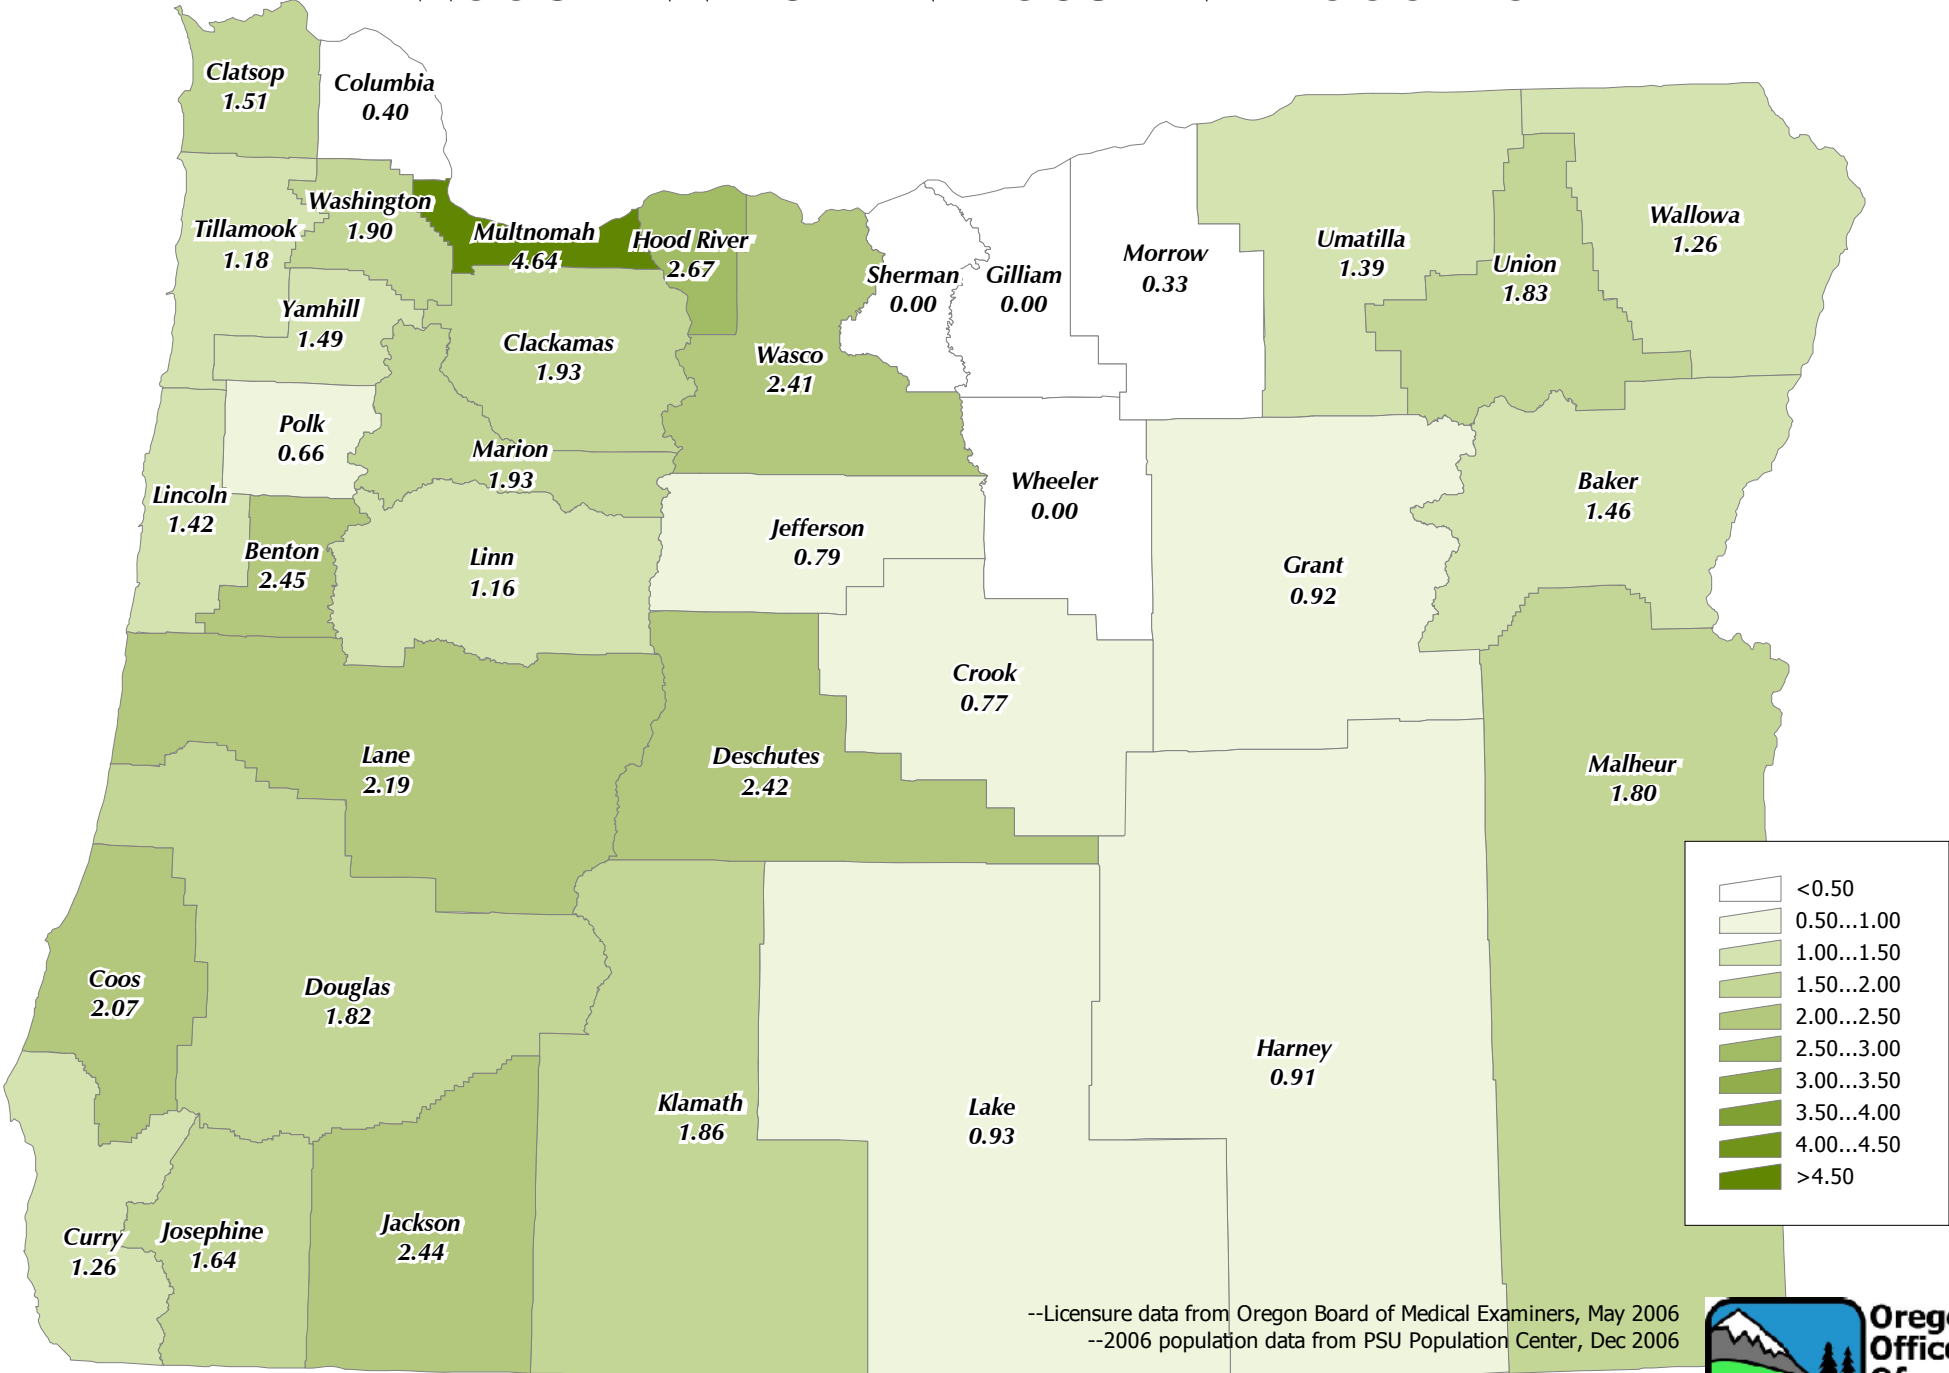 Clatsop
1.51
Columbia
0.40
Washington
1.90
Tillamook
1.18
Multnomah
4.64
Hood River
2.67
Sherman
0.00
Gilliam
0.00
Morrow
0.33
Umatilla
1.39
Union
1.83
Wallowa
1.26
Yamhill
1.49
Clackamas
1.93
Wasco
2.41
Polk
0.66
Marion
1.93
Lincoln
1.42
Benton
2.45
Linn
1.16
Jefferson
0.79
Wheeler
0.00
Grant
0.92
Baker
1.46
Lane
2.19
Deschutes
2.42
Crook
0.77
Malheur
1.80
Coos
2.07
Douglas
1.82
Klamath
1.86
Lake
0.93
Harney
0.91
Curry
1.26
Josephine
1.64
Jackson
2.44
<0.50
0.50...1.00
1.00...1.50
1.50...2.00
2.00...2.50
2.50...3.00
3.00...3.50
3.50...4.00
4.00...4.50
>4.50
--Licensure data from Oregon Board of Medical Examiners, May 2006
--2006 population data from PSU Population Center, Dec 2006
Orego
Office